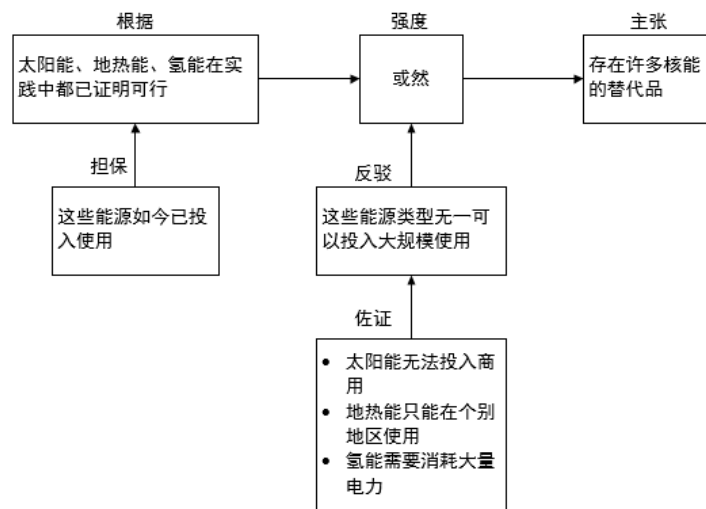 根据
强度
主张
太阳能、地热能、氢能在实
践中都已证明可行
或然
存在许多核能
的替代品
担保
反驳
这些能源如今已投
入使用
这些能源类型无一可
以投入大规模使用
佐证
• 太阳能无法投入商
用
• 地热能只能在个别
地区使用
• 氢能需要消耗大量
电力